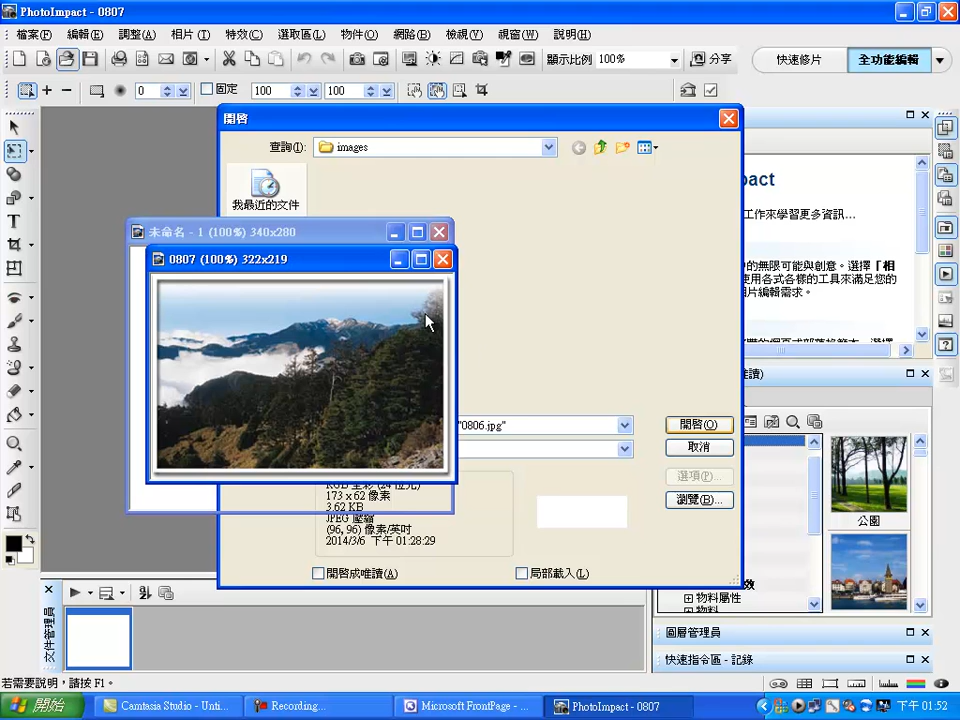 PhotoImpact - 0807
檔案(F) 編輯(E) 調整(A) 相片(T) 特效(C) 選取區(L) 物件(O) 網路(B) 檢視(V) 視窗(W) 說明(H)
顯示比例 100% 分享 快速修片 全功能編輯
0 固定 100 100
開啓
查詢(I): images
我最近的文件
未命名 - 1 (100%) 340x280
0807 (100%) 322x219
pact
工作來學習更多資訊...
中的無限可能與創意。選擇「相
使用各式各樣的工具來滿足您的
片編輯需求。
"0806.jpg"
開啓(O)
取消
選項(P)...
瀏覽(B)...
173 x 62 像素
3.62 KB
JPEG 壓縮
(96, 96) 像素/英吋
2014/3/6 下午 01:28:29
開啓成唯讀(A) 局部載入(L)
公園
物料屬性
物料
文件管理員
圖層管理員
快速指令區 - 記錄
若需要說明，請按 F1。
開始 Camtasia Studio - Unti... Recording... Microsoft FrontPage - ... PhotoImpact - 0807 下午 01:52